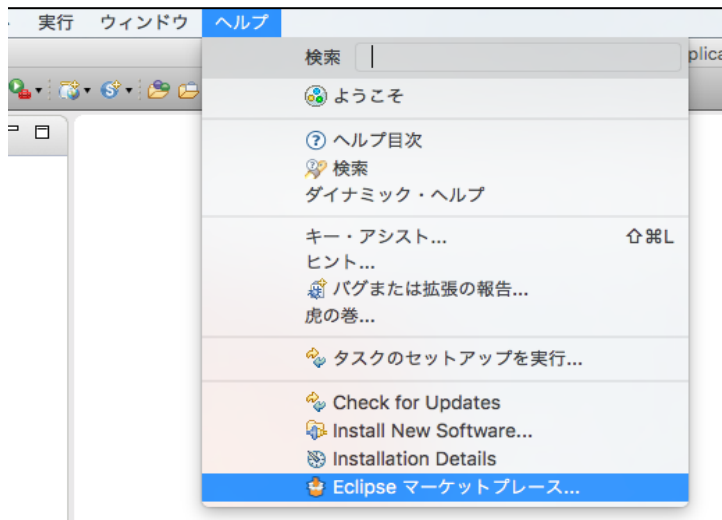 実行 ウィンドウ ヘルプ
検索
plica
ようこそ
ヘルプ目次
検索
ダイナミック・ヘルプ
キー・アシスト... ⇧⌘L
ヒント...
バグまたは拡張の報告...
虎の巻...
タスクのセットアップを実行...
Check for Updates
Install New Software...
Installation Details
Eclipse マーケットプレース...